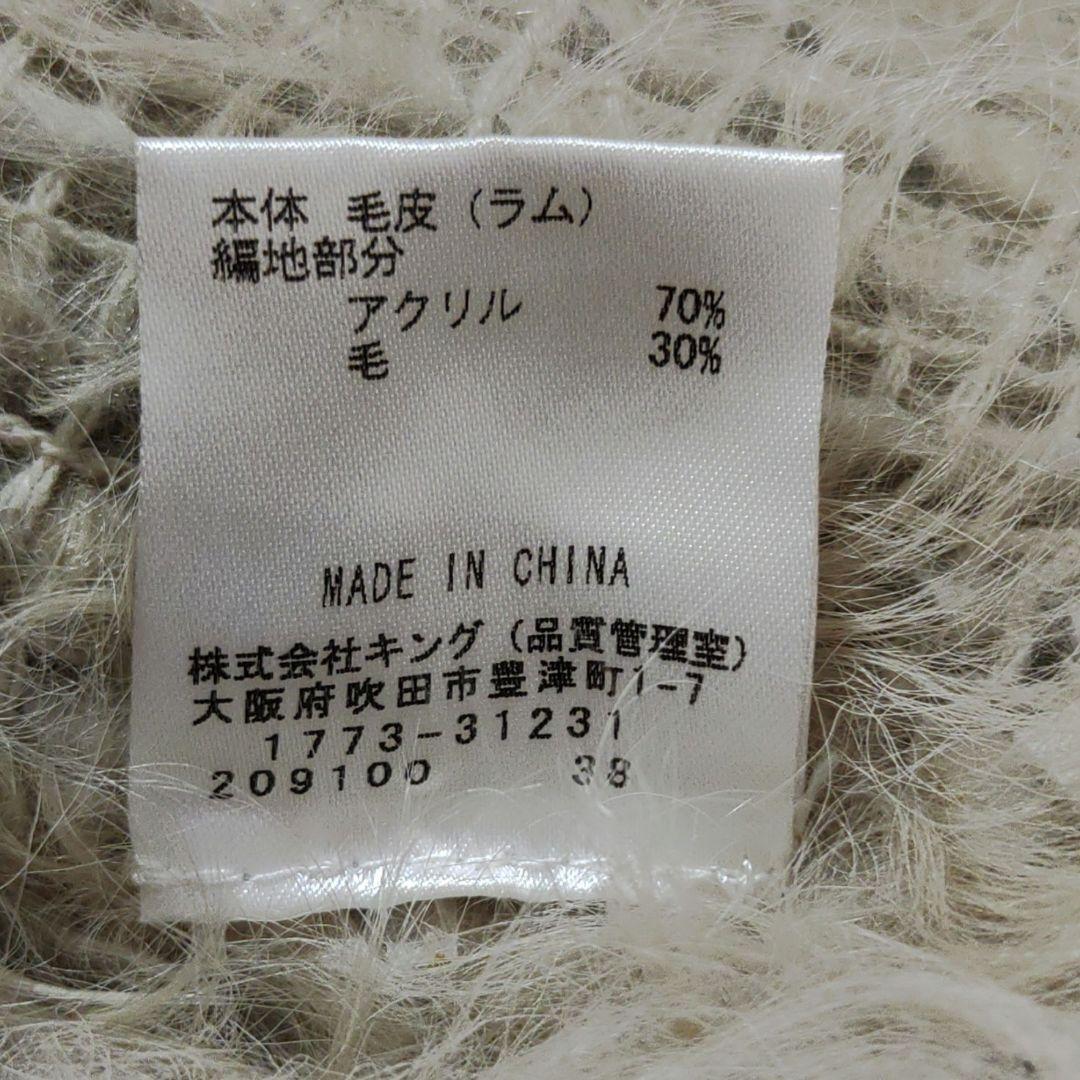 本体 毛皮（ラム）
編地部分
アクリル 70%
毛 30%
MADE IN CHINA
株式会社キング（品質管理室）
大阪府吹田市豊津町1-7
1773-31231
209100 38